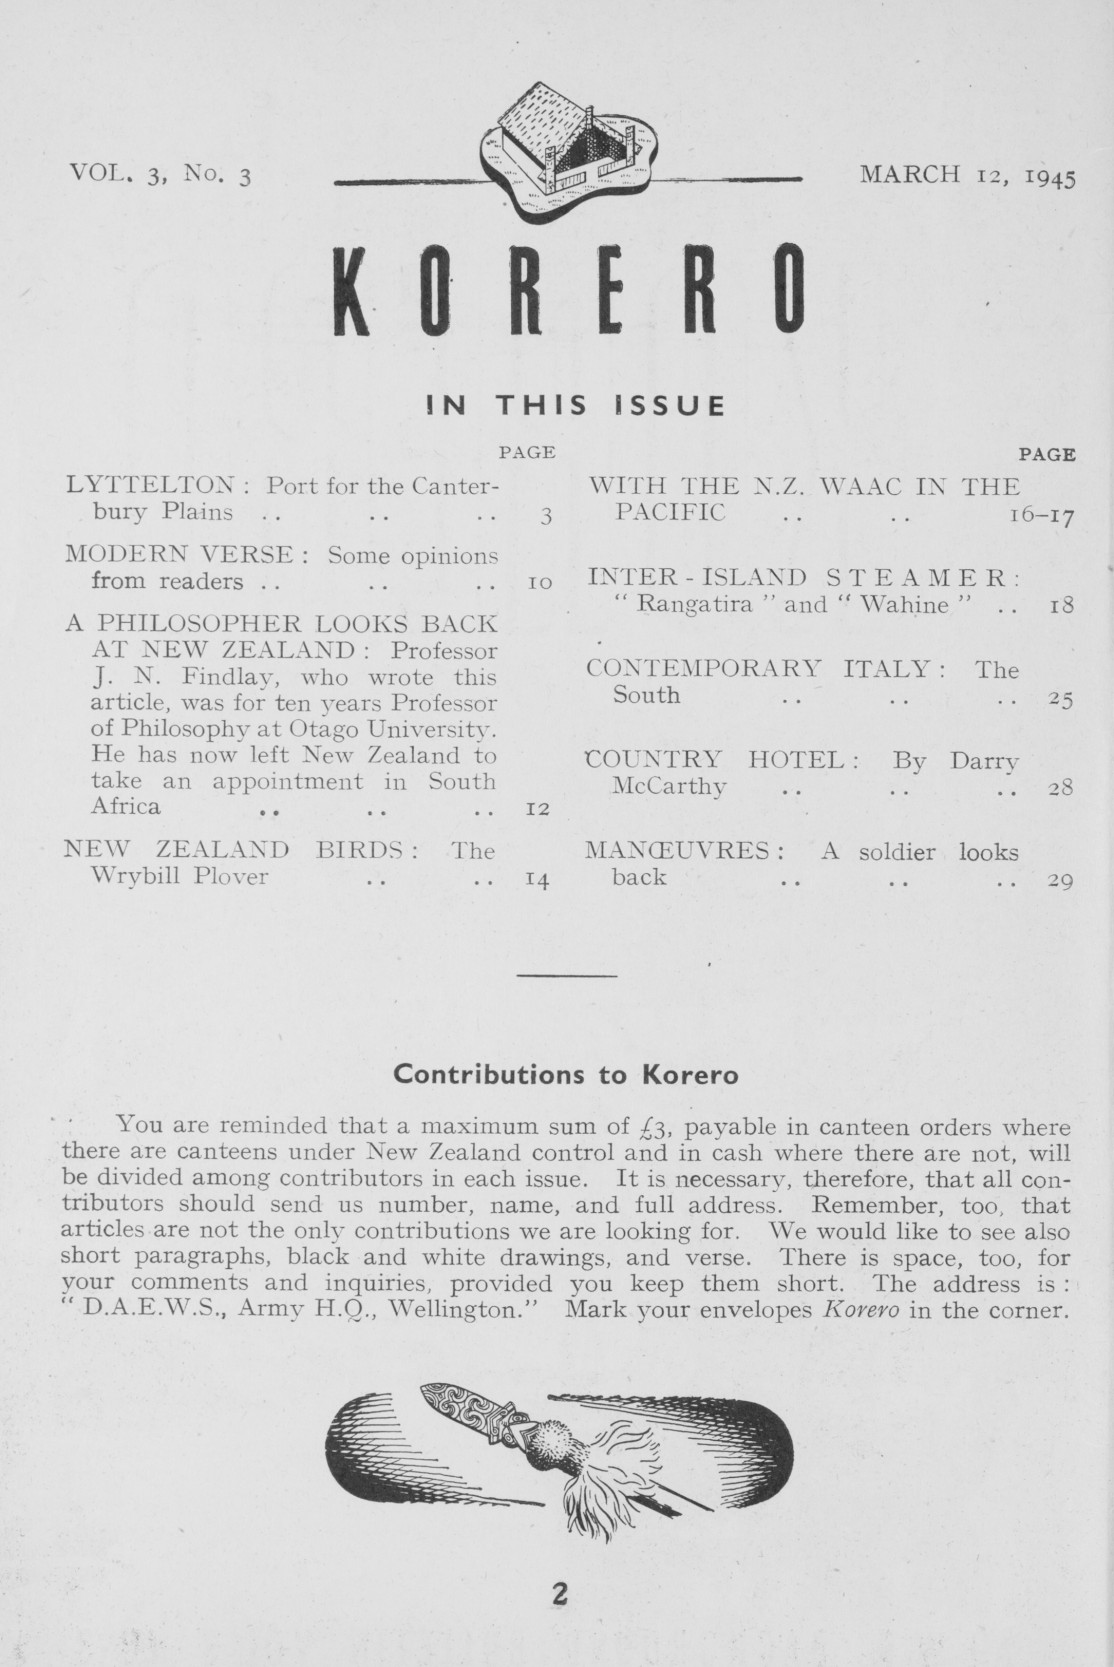 VOL. 3, No. 3
MARCH 12, 1945
KORERO
IN THIS ISSUE
PAGE
LYTTELTON : Port for the Canter-
bury Plains .. .. .. 3
MODERN VERSE : Some opinions
from readers .. .. .. 10
A PHILOSOPHER LOOKS BACK
AT NEW ZEALAND : Professor
J. N. Findlay, who wrote this
article, was for ten years Professor
of Philosophy at Otago University.
He has now left New Zealand to
take an appointment in South
Africa .. .. .. 12
NEW ZEALAND BIRDS : The
Wrybill Plover .. .. 14
PAGE
WITH THE N.Z. WAAC IN THE
PACIFIC .. .. 16–17
INTER-ISLAND STEAMER :
“ Rangatira ” and “ Wahine ” .. 18
CONTEMPORARY ITALY : The
South .. .. .. 25
COUNTRY HOTEL : By Darry
McCarthy .. .. .. 28
MANŒUVRES : A soldier looks
back .. .. .. 29
Contributions to Korero
You are reminded that a maximum sum of £3, payable in canteen orders where
there are canteens under New Zealand control and in cash where there are not, will
be divided among contributors in each issue. It is necessary, therefore, that all con-
tributors should send us number, name, and full address. Remember, too, that
articles are not the only contributions we are looking for. We would like to see also
short paragraphs, black and white drawings, and verse. There is space, too, for
your comments and inquiries, provided you keep them short. The address is :
“ D.A.E.W.S., Army H.Q., Wellington.” Mark your envelopes Korero in the corner.
2